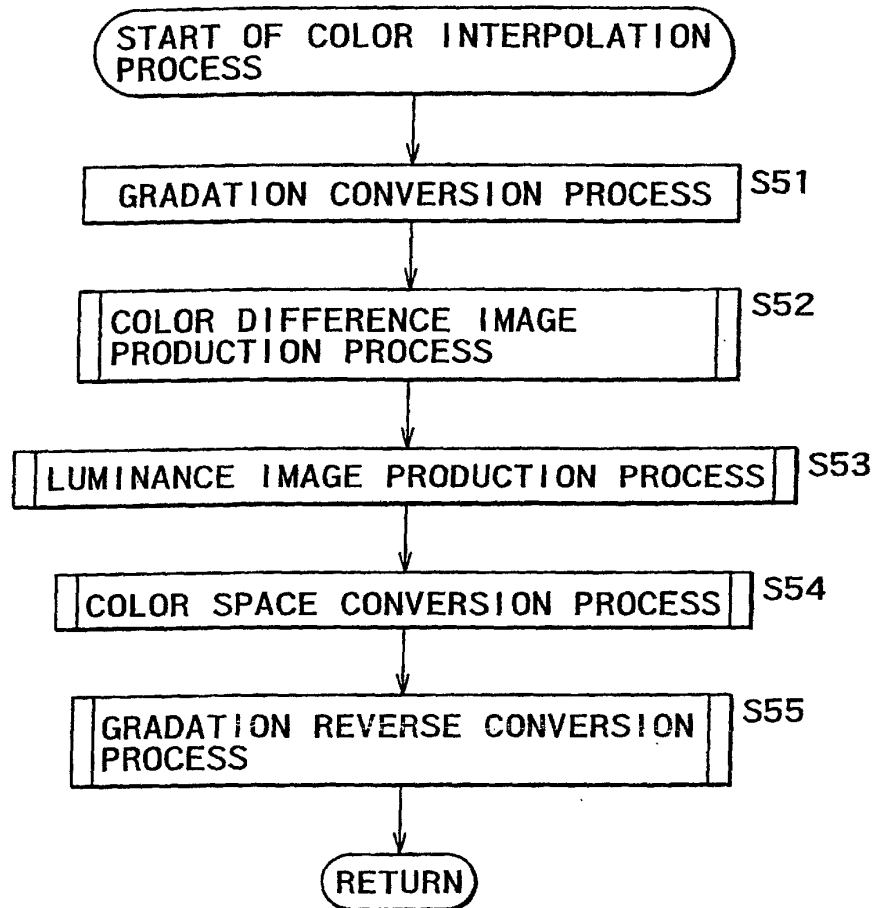 START OF COLOR INTERPOLATION
PROCESS
GRADATION CONVERSION PROCESS
S51
COLOR DIFFERENCE IMAGE
PRODUCTION PROCESS
S52
LUMINANCE IMAGE PRODUCTION PROCESS
S53
COLOR SPACE CONVERSION PROCESS
S54
GRADATION REVERSE CONVERSION
PROCESS
S55
RETURN